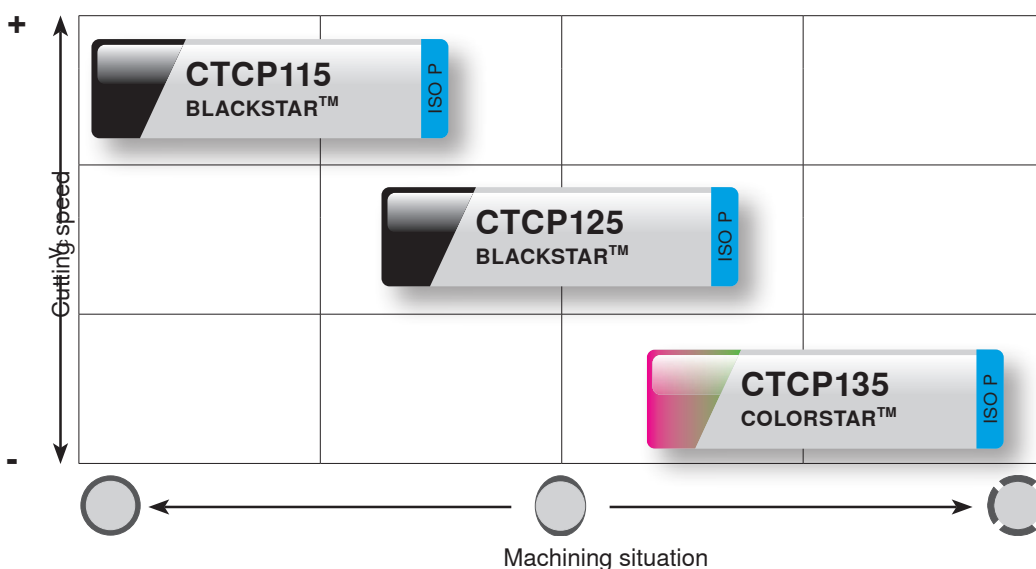 +
CTCP115
BLACKSTAR™
ISO P
Cutting speed
CTCP125
BLACKSTAR™
ISO P
CTCP135
COLORSTAR™
ISO P
-
Machining situation